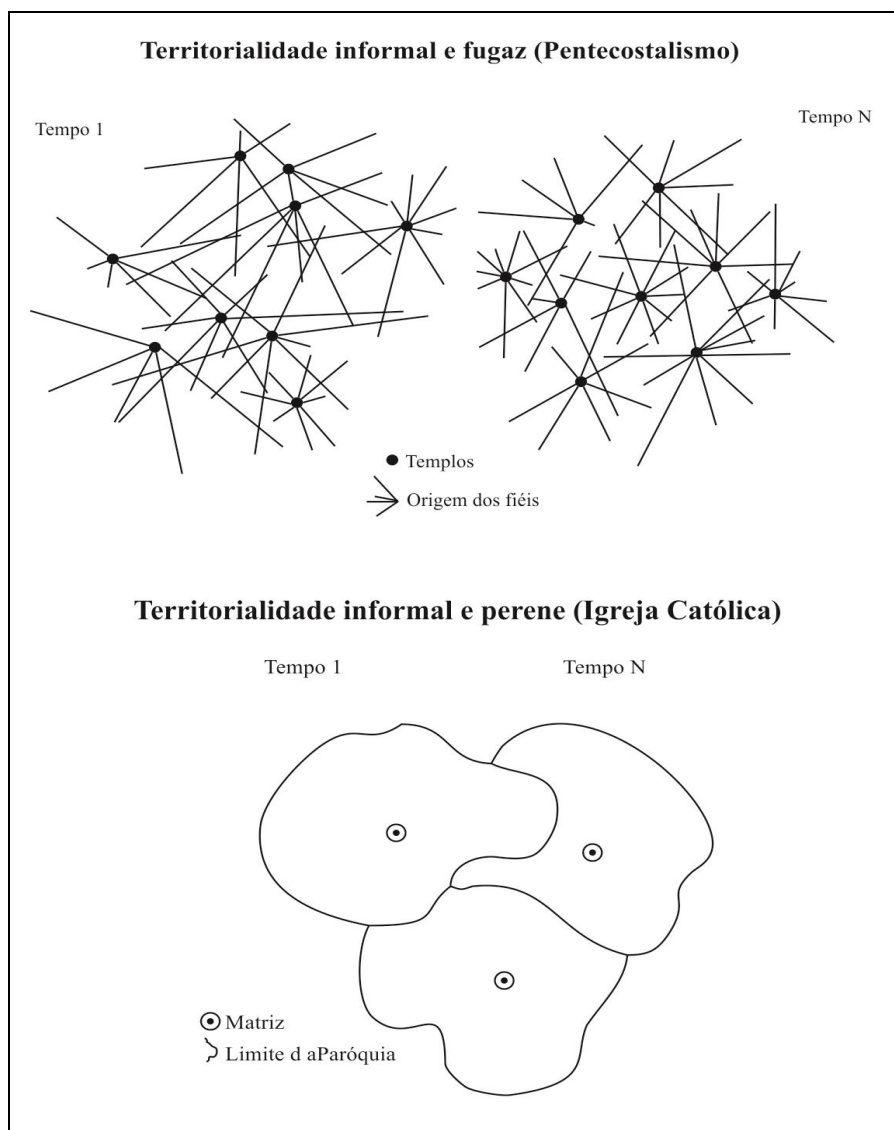 Territorialidade informal e fugaz (Pentecostalismo)
Tempo 1
Tempo N
Templos
Origem dos fiéis
Territorialidade informal e perene (Igreja Católica)
Tempo 1
Tempo N
Matriz
Limite d aParóquia